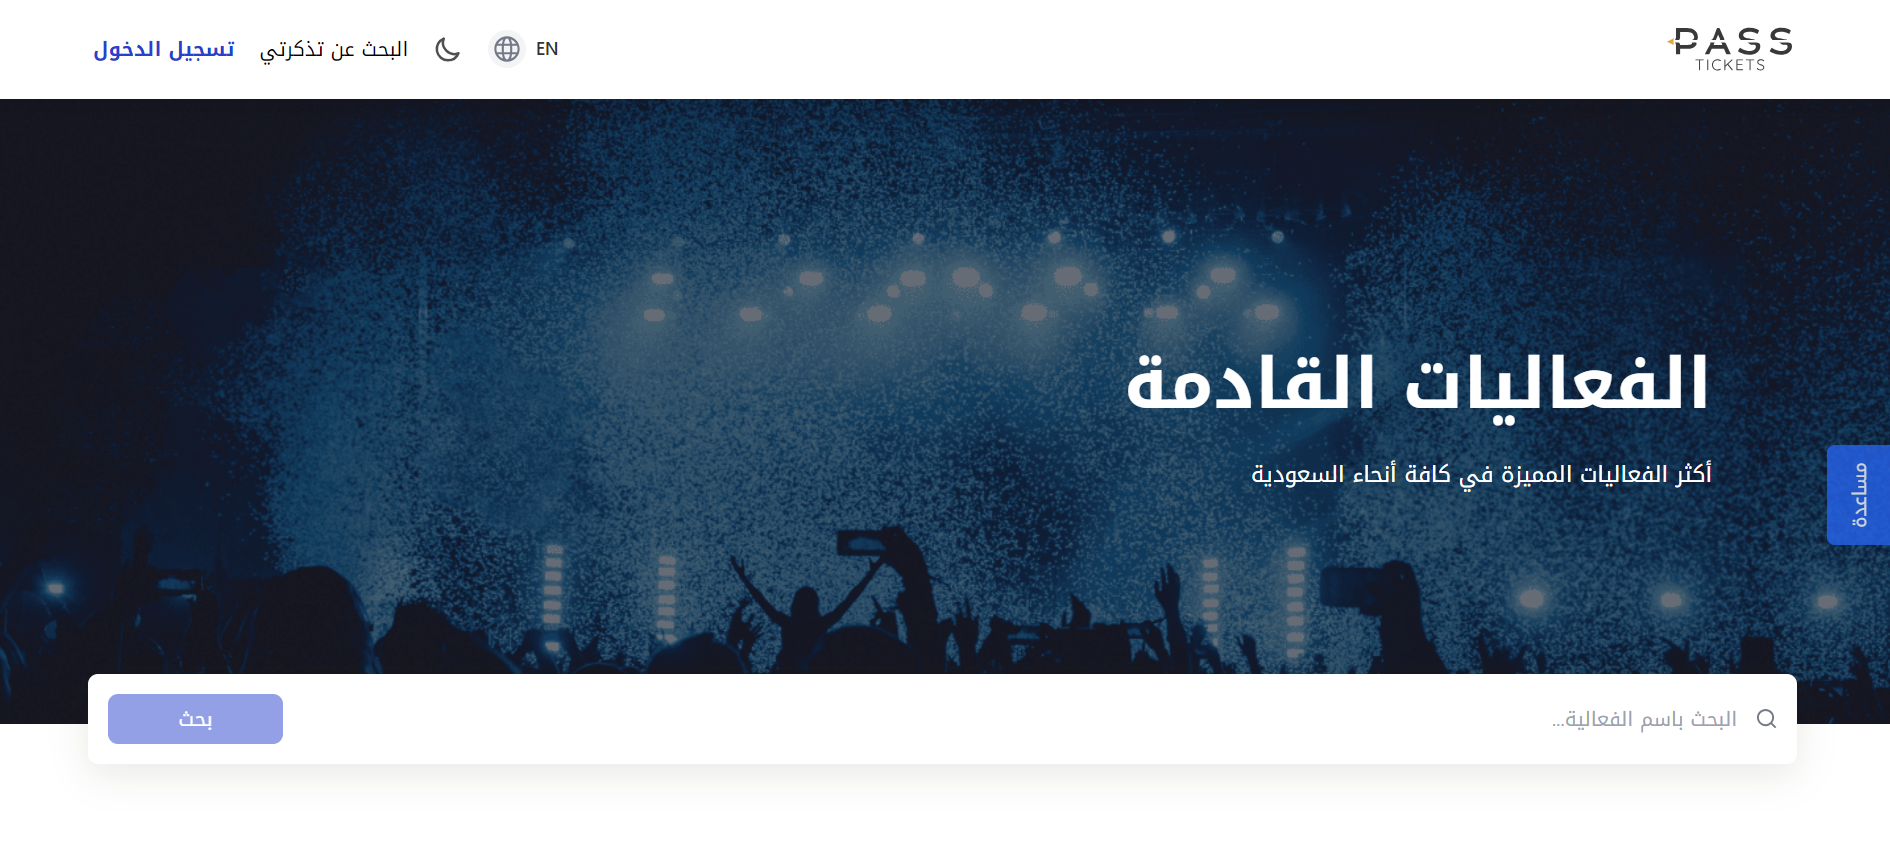 PASS
TICKETS
EN
البحث عن تذكرتي
تسجيل الدخول
الفعاليات القادمة
أكثر الفعاليات المميزة في كافة أنحاء السعودية
مساعدة
البحث باسم الفعالية...
بحث